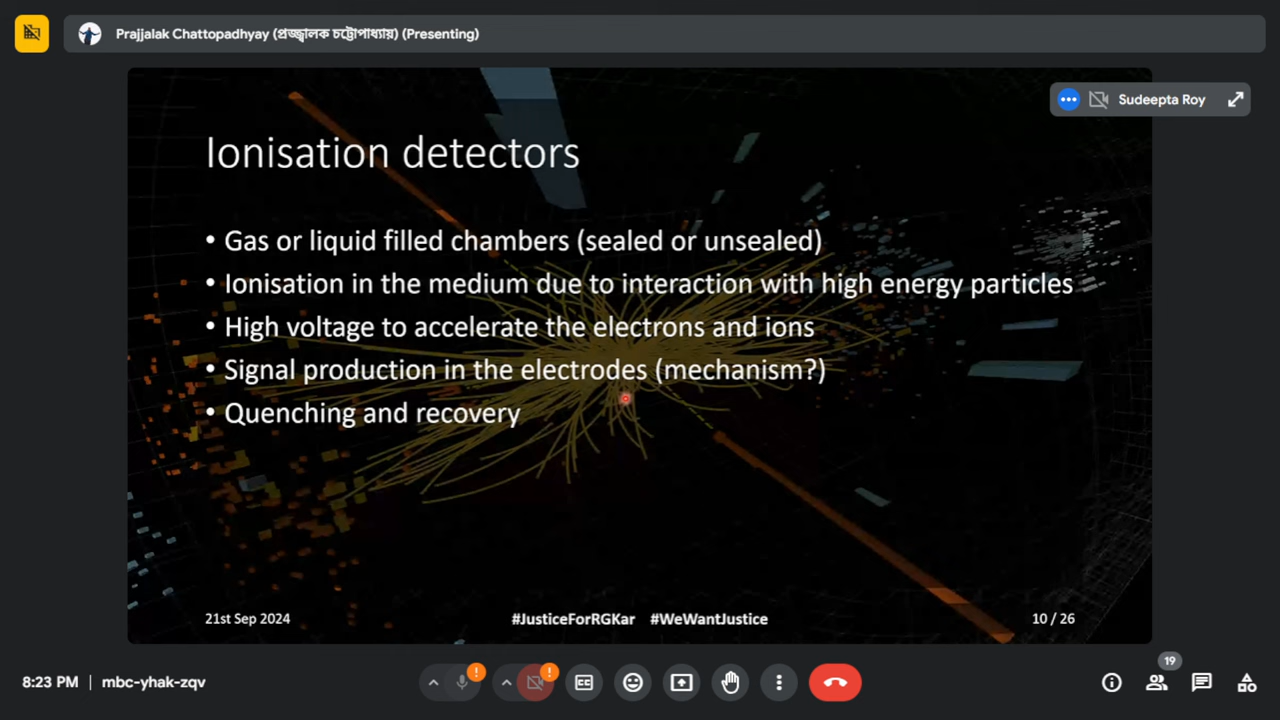 Prajjalak Chattopadhyay (প্রজ্জ্বালক চট্টোপাধ্যায়) (Presenting)
Sudeepta Roy
Ionisation detectors
• Gas or liquid filled chambers (sealed or unsealed)
• Ionisation in the medium due to interaction with high energy particles
• High voltage to accelerate the electrons and ions
• Signal production in the electrodes (mechanism?)
• Quenching and recovery
21st Sep 2024 #JusticeForRGKar #WeWantJustice 10 / 26
8:23 PM | mbc-yhak-zqv
! ! CC 19